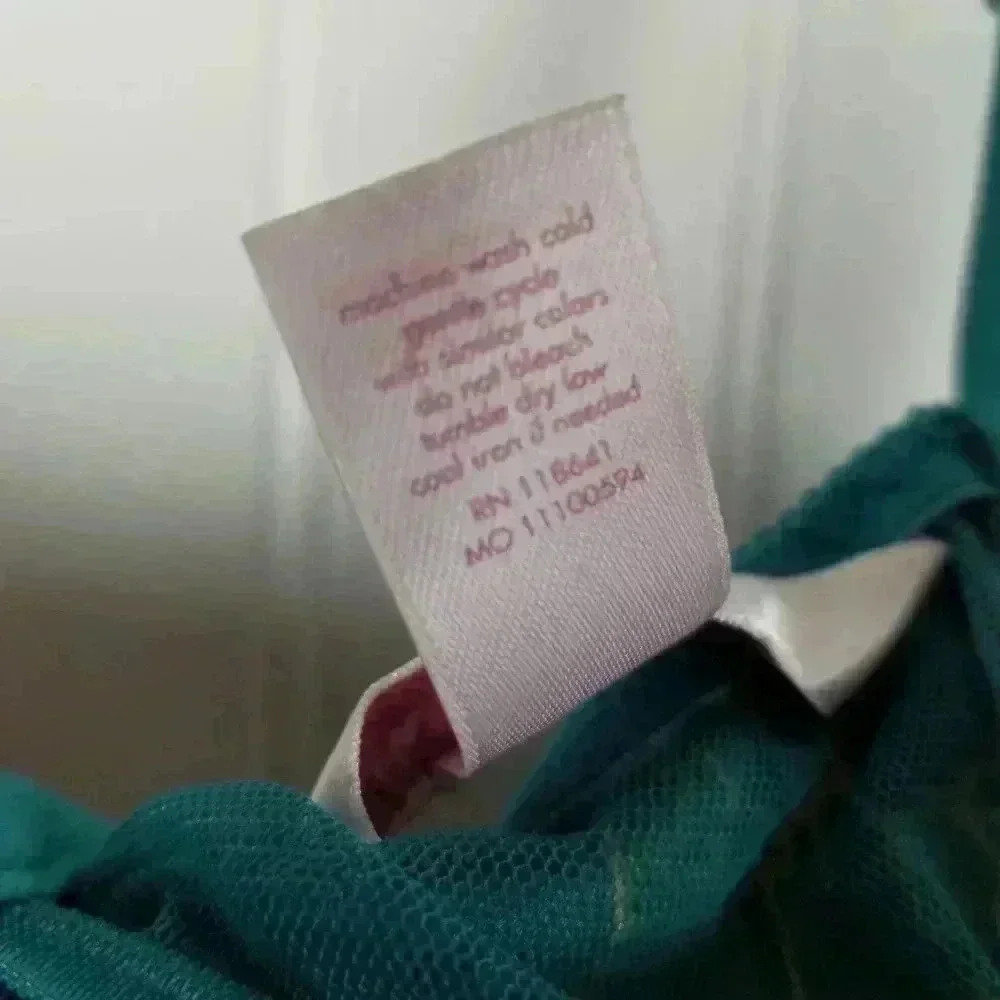 machine wash cold
gentle cycle
with similar colors
do not bleach
tumble dry low
cool iron if needed
RN 118641
MO 11100594